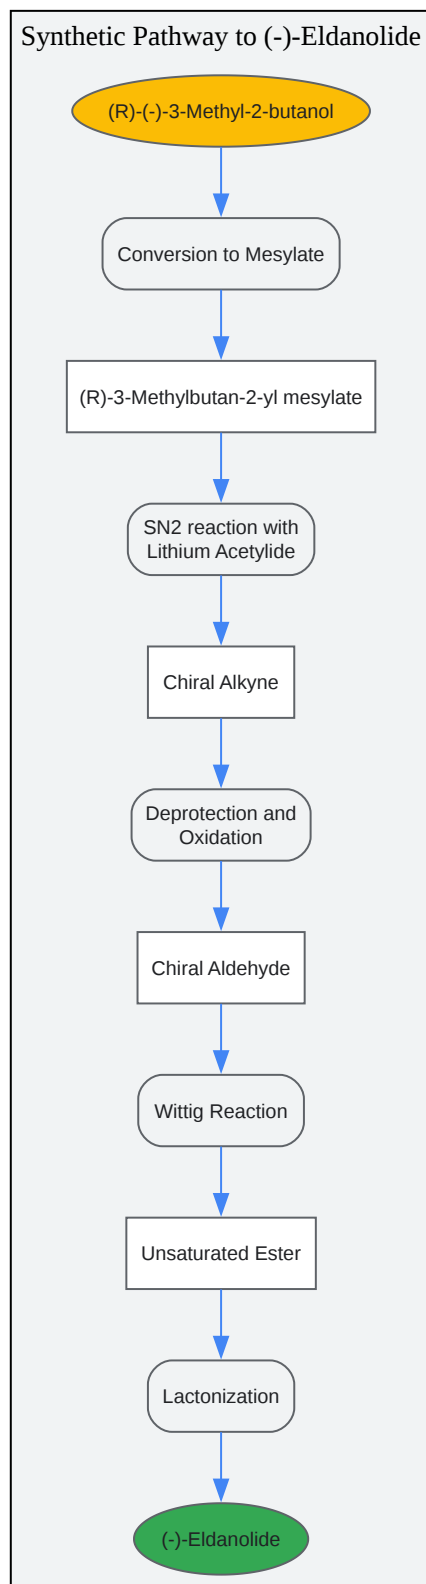 Synthetic Pathway to (-)-Eldanolide
(R)-(-)-3-Methyl-2-butanol
Conversion to Mesylate
(R)-3-Methylbutan-2-yl mesylate
SN2 reaction with
Lithium Acetylide
Chiral Alkyne
Deprotection and
Oxidation
Chiral Aldehyde
Wittig Reaction
Unsaturated Ester
Lactonization
(-)-Eldanolide